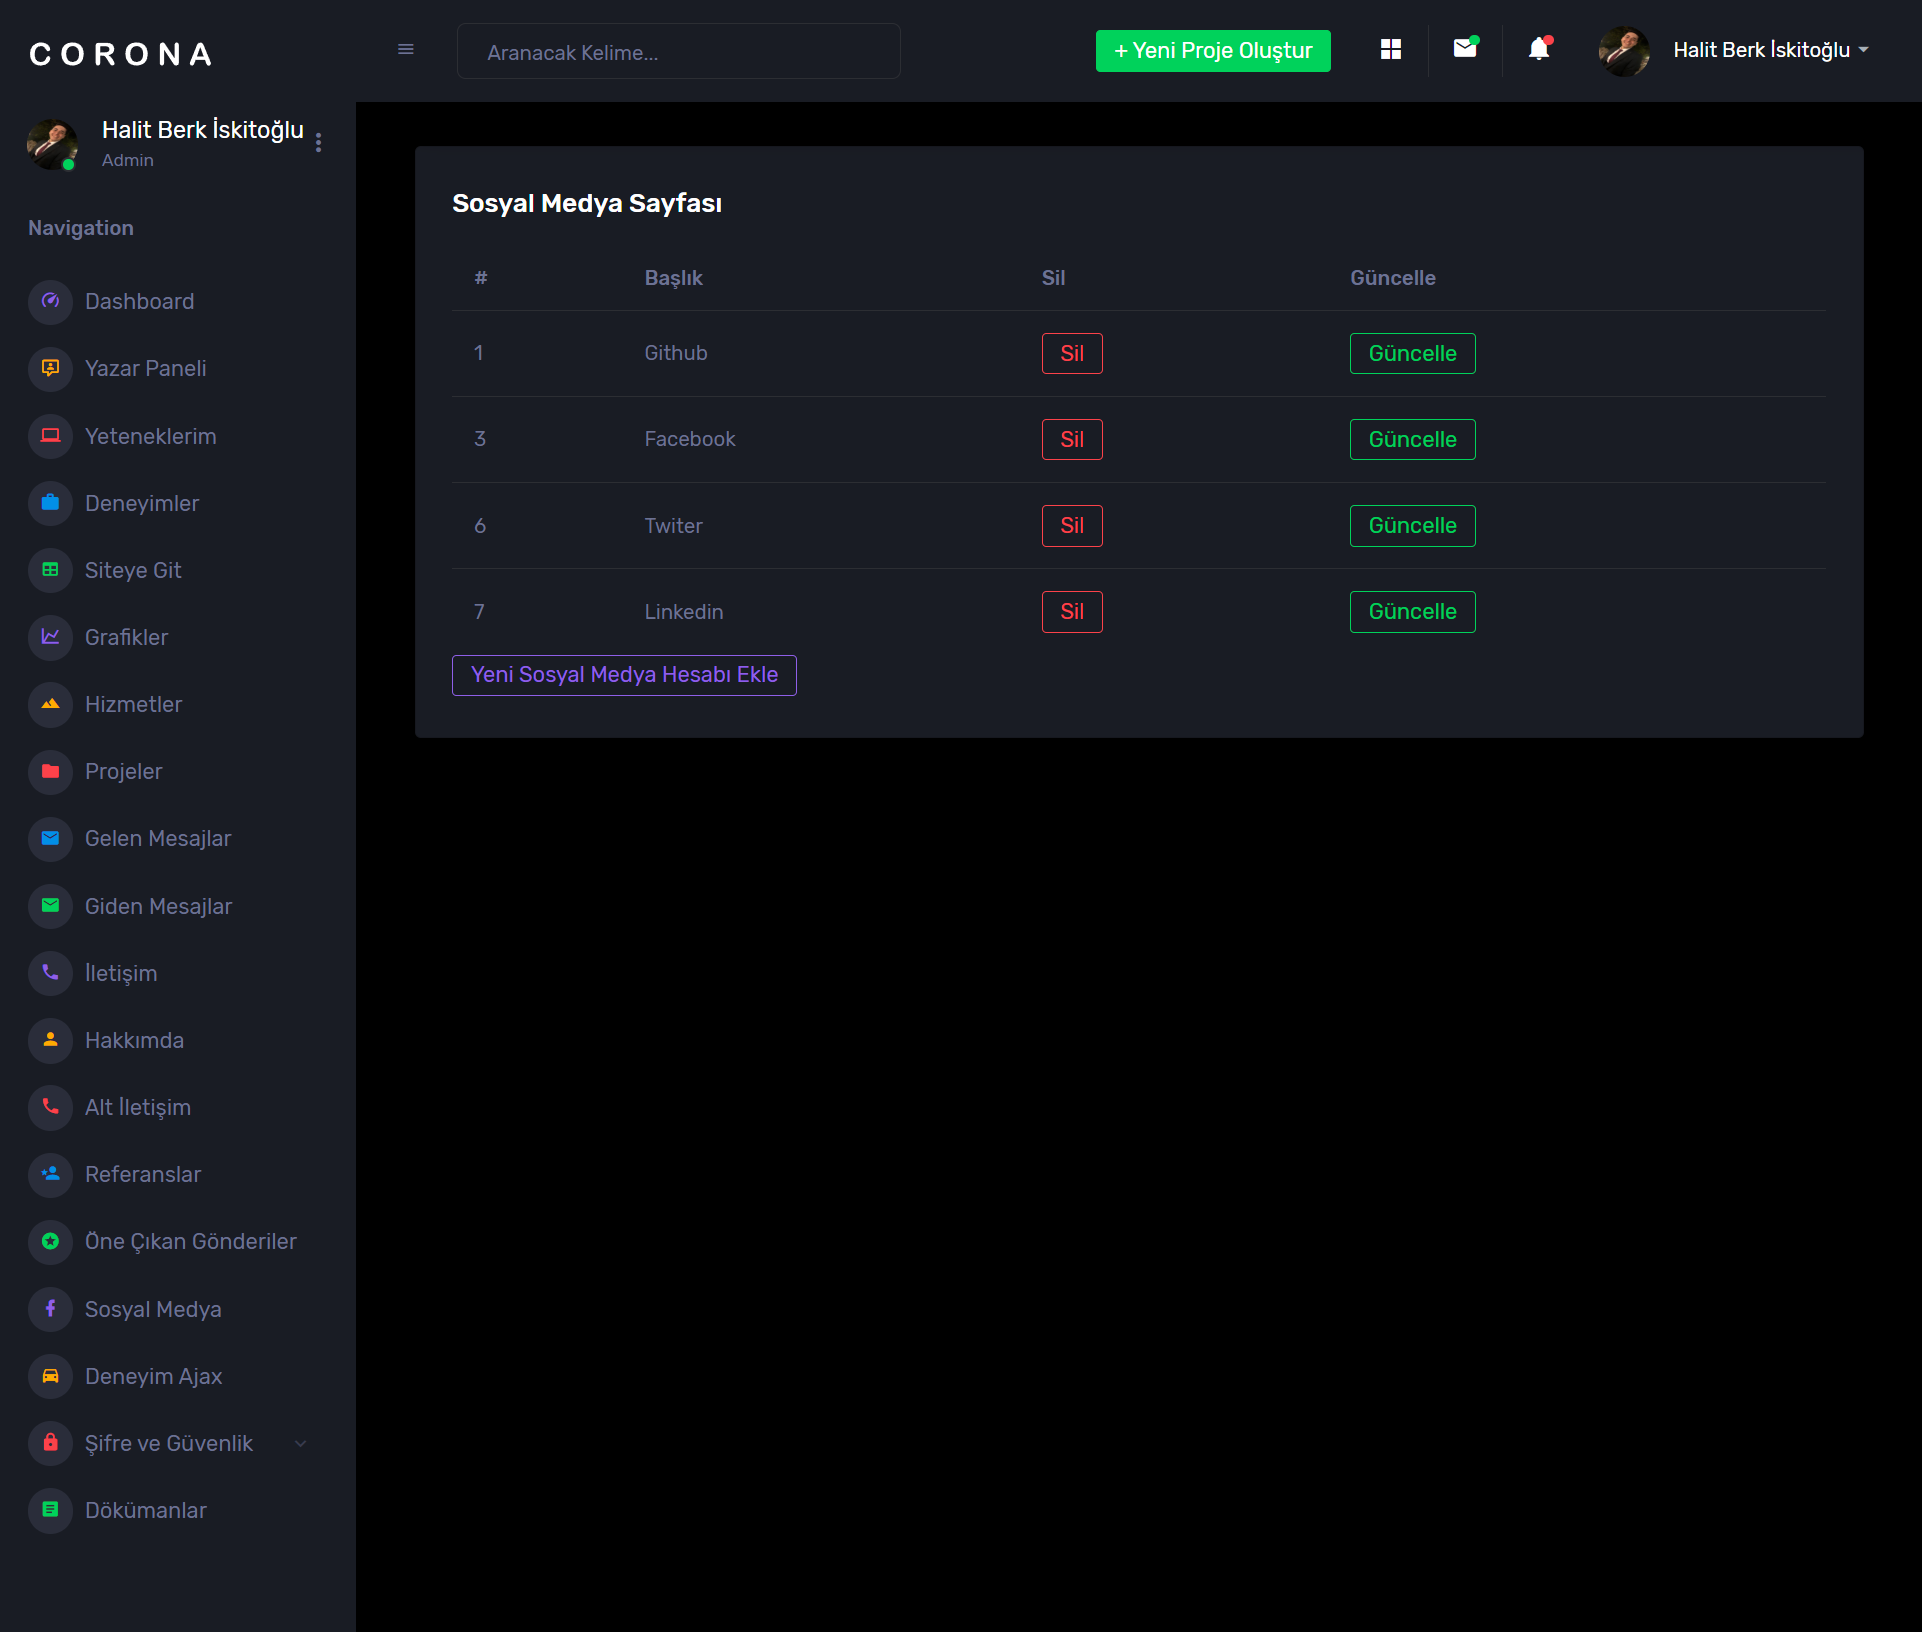 CORONA
Aranacak Kelime...
+ Yeni Proje Oluştur
Halit Berk İskitoğlu
Halit Berk İskitoğlu
Admin
Navigation
Dashboard
Yazar Paneli
Yeteneklerim
Deneyimler
Siteye Git
Grafikler
Hizmetler
Projeler
Gelen Mesajlar
Giden Mesajlar
İletişim
Hakkımda
Alt İletişim
Referanslar
Öne Çıkan Gönderiler
Sosyal Medya
Deneyim Ajax
Şifre ve Güvenlik
Dökümanlar
Sosyal Medya Sayfası
# Başlık Sil Güncelle
1 Github Sil Güncelle
3 Facebook Sil Güncelle
6 Twiter Sil Güncelle
7 Linkedin Sil Güncelle
Yeni Sosyal Medya Hesabı Ekle